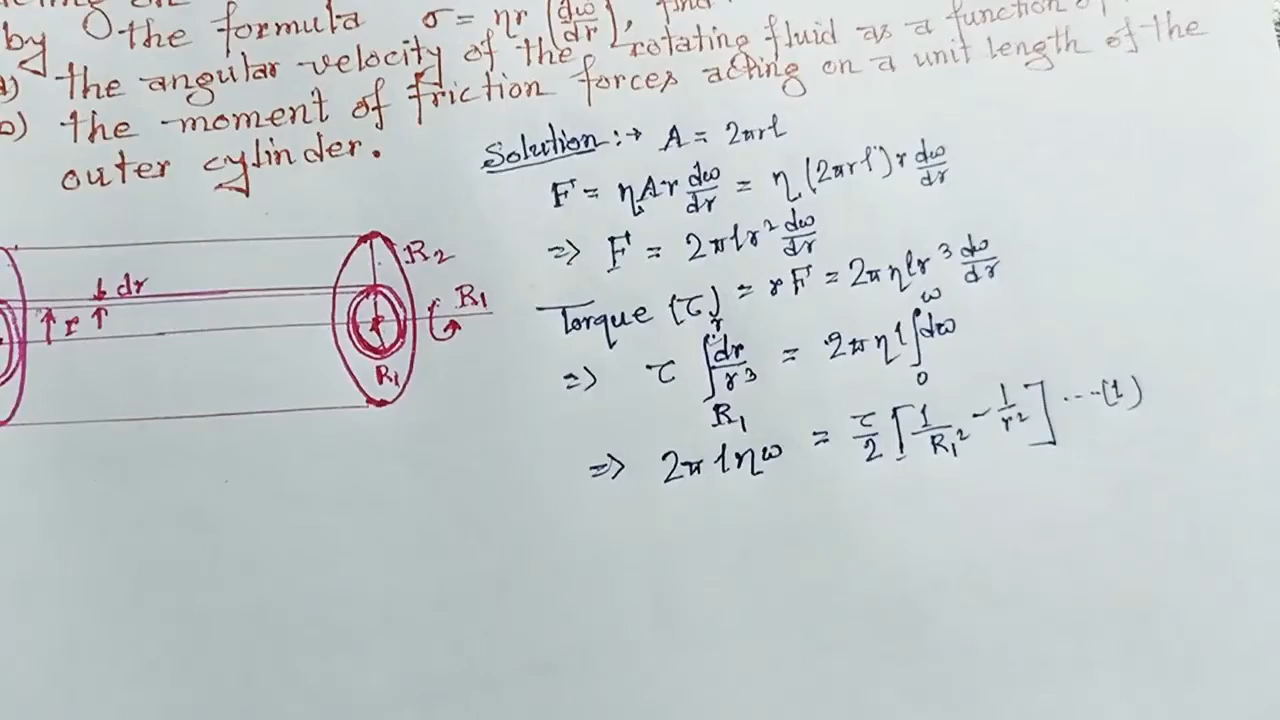 by the formula σ = ηr (dω/dr), find
the angular velocity of the rotating fluid as a function
b) the moment of friction forces acting on a unit length of the
outer cylinder.
Solution :→ A = 2πrl
F = ηAr dω/dr = η (2πrl) r dω/dr
=> F = 2πlr² dω/dr
Torque (τ) = rF = 2πηlr³ dω/dr
=> τ ∫_{R₁}^{r} dr/r³ = 2πηl ∫_{0}^{ω} dω
=> 2πlηω = τ/2 [1/R₁² - 1/r²] ...(1)
R₂
dr
r
R₁
R₁